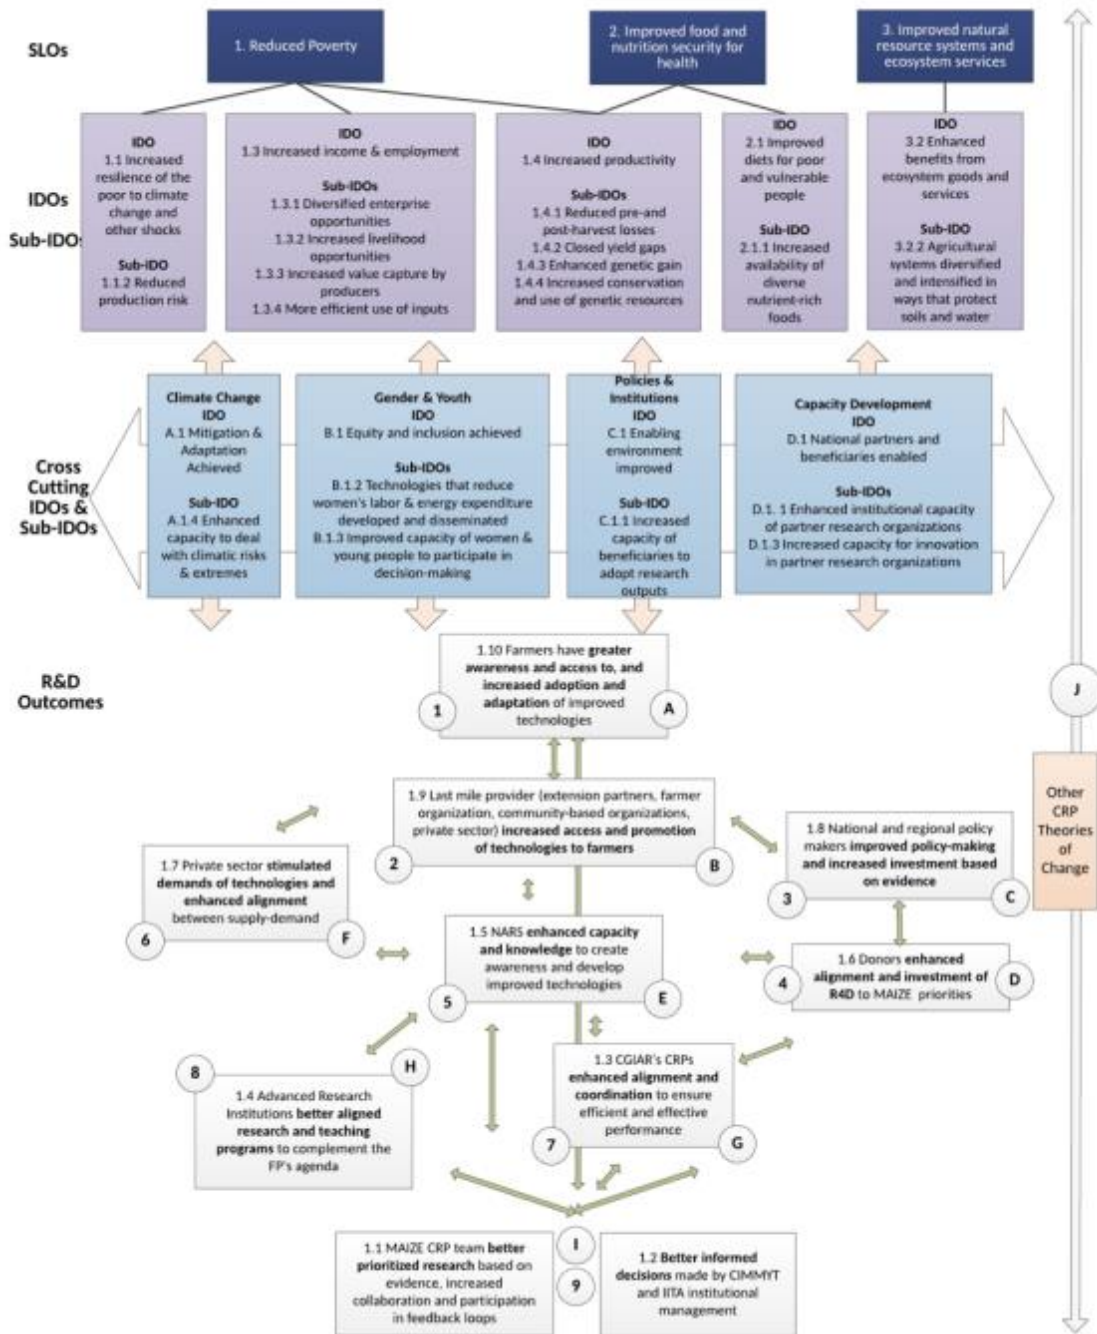 SLOs
1. Reduced Poverty
2. Improved food and
nutrition security for
health
3. Improved natural
resource systems and
ecosystem services
IDOs
Sub-IDOs
IDO
1.1 Increased
resilience of the
poor to climate
change and
other shocks
Sub-IDO
1.1.2 Reduced
production risk
IDO
1.3 Increased income & employment
Sub-IDOs
1.3.1 Diversified enterprise
opportunities
1.3.2 Increased livelihood
opportunities
1.3.3 Increased value capture by
producers
1.3.4 More efficient use of inputs
IDO
1.4 Increased productivity
Sub-IDOs
1.4.1 Reduced pre-and
post-harvest losses
1.4.2 Closed yield gaps
1.4.3 Enhanced genetic gain
1.4.4 Increased conservation
and use of genetic resources
IDO
2.1 Improved
diets for poor
and vulnerable
people
Sub-IDO
2.1.1 Increased
availability of
diverse
nutrient-rich
foods
IDO
3.2 Enhanced
benefits from
ecosystem goods and
services
Sub-IDO
3.2.2 Agricultural
systems diversified
and intensified in
ways that protect
soils and water
Cross
Cutting
IDOs &
Sub-IDOs
Climate Change
IDO
A.1 Mitigation &
Adaptation
Achieved
Sub-IDO
A.1.4 Enhanced
capacity to deal
with climatic risks
& extremes
Gender & Youth
IDO
B.1 Equity and inclusion achieved
Sub-IDOs
B.1.2 Technologies that reduce
women's labor & energy expenditure
developed and disseminated
B.1.3 Improved capacity of women &
young people to participate in
decision-making
Policies &
Institutions
IDO
C.1 Enabling
environment
improved
Sub-IDO
C.1.1 Increased
capacity of
beneficiaries to
adopt research
outputs
Capacity Development
IDO
D.1 National partners and
beneficiaries enabled
Sub-IDOs
D.1. 1 Enhanced institutional capacity
of partner research organizations
D.1.3 Increased capacity for innovation
in partner research organizations
R&D
Outcomes
1.10 Farmers have greater
awareness and access to, and
increased adoption and
adaptation of improved
technologies
1
A
J
Other
CRP
Theories
of
Change
1.9 Last mile provider (extension partners, farmer
organization, community-based organizations,
private sector) increased access and promotion
of technologies to farmers
2
B
1.8 National and regional policy
makers improved policy-making
and increased investment based
on evidence
3
C
1.7 Private sector stimulated
demands of technologies and
enhanced alignment
between supply-demand
6
F
1.5 NARS enhanced capacity
and knowledge to create
awareness and develop
improved technologies
5
E
1.6 Donors enhanced
alignment and investment of
R4D to MAIZE priorities
4
D
8
H
1.4 Advanced Research
Institutions better aligned
research and teaching
programs to complement the
FP's agenda
1.3 CGIAR's CRPs
enhanced alignment and
coordination to ensure
efficient and effective
performance
7
G
1.1 MAIZE CRP team better
prioritized research based on
evidence, increased
collaboration and participation
in feedback loops
I
9
1.2 Better informed
decisions made by CIMMYT
and IITA institutional
management